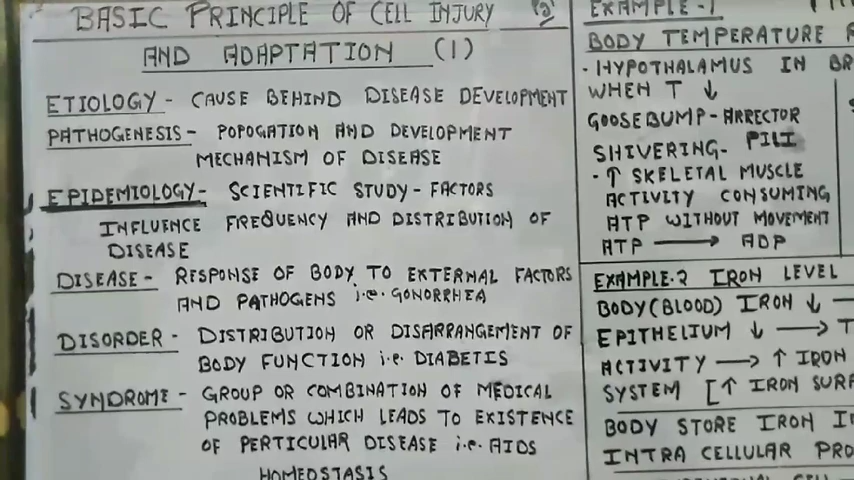 BASIC PRINCIPLE OF CELL INJURY
AND ADAPTATION (1)
ETIOLOGY - CAUSE BEHIND DISEASE DEVELOPMENT
PATHOGENESIS - POPOGATION AND DEVELOPMENT
MECHANISM OF DISEASE
EPIDEMIOLOGY - SCIENTIFIC STUDY - FACTORS
INFLUENCE FREQUENCY AND DISTRIBUTION OF
DISEASE
DISEASE - RESPONSE OF BODY TO EXTERNAL FACTORS
AND PATHOGENS i.e. GONORRHEA
DISORDER - DISTRIBUTION OR DISARRANGEMENT OF
BODY FUNCTION i.e. DIABETIS
SYNDROME - GROUP OR COMBINATION OF MEDICAL
PROBLEMS WHICH LEADS TO EXISTENCE
OF PERTICULAR DISEASE i.e. AIDS
HOMEOSTASIS
EXAMPLE-1
BODY TEMPERATURE
• HYPOTHALAMUS IN
WHEN T ↓
GOOSEBUMP - ARRECTOR
PILI
SHIVERING -
• ↑ SKELETAL MUSCLE
ACTIVITY CONSUMING
ATP WITHOUT MOVEMENT
ATP → ADP
EXAMPLE-2 IRON LEVEL
BODY (BLOOD) IRON ↓
EPITHELIUM ↓ →
ACTIVITY → ↑ IRON
SYSTEM [↑ IRON
BODY STORE IRON
INTRA CELLULAR